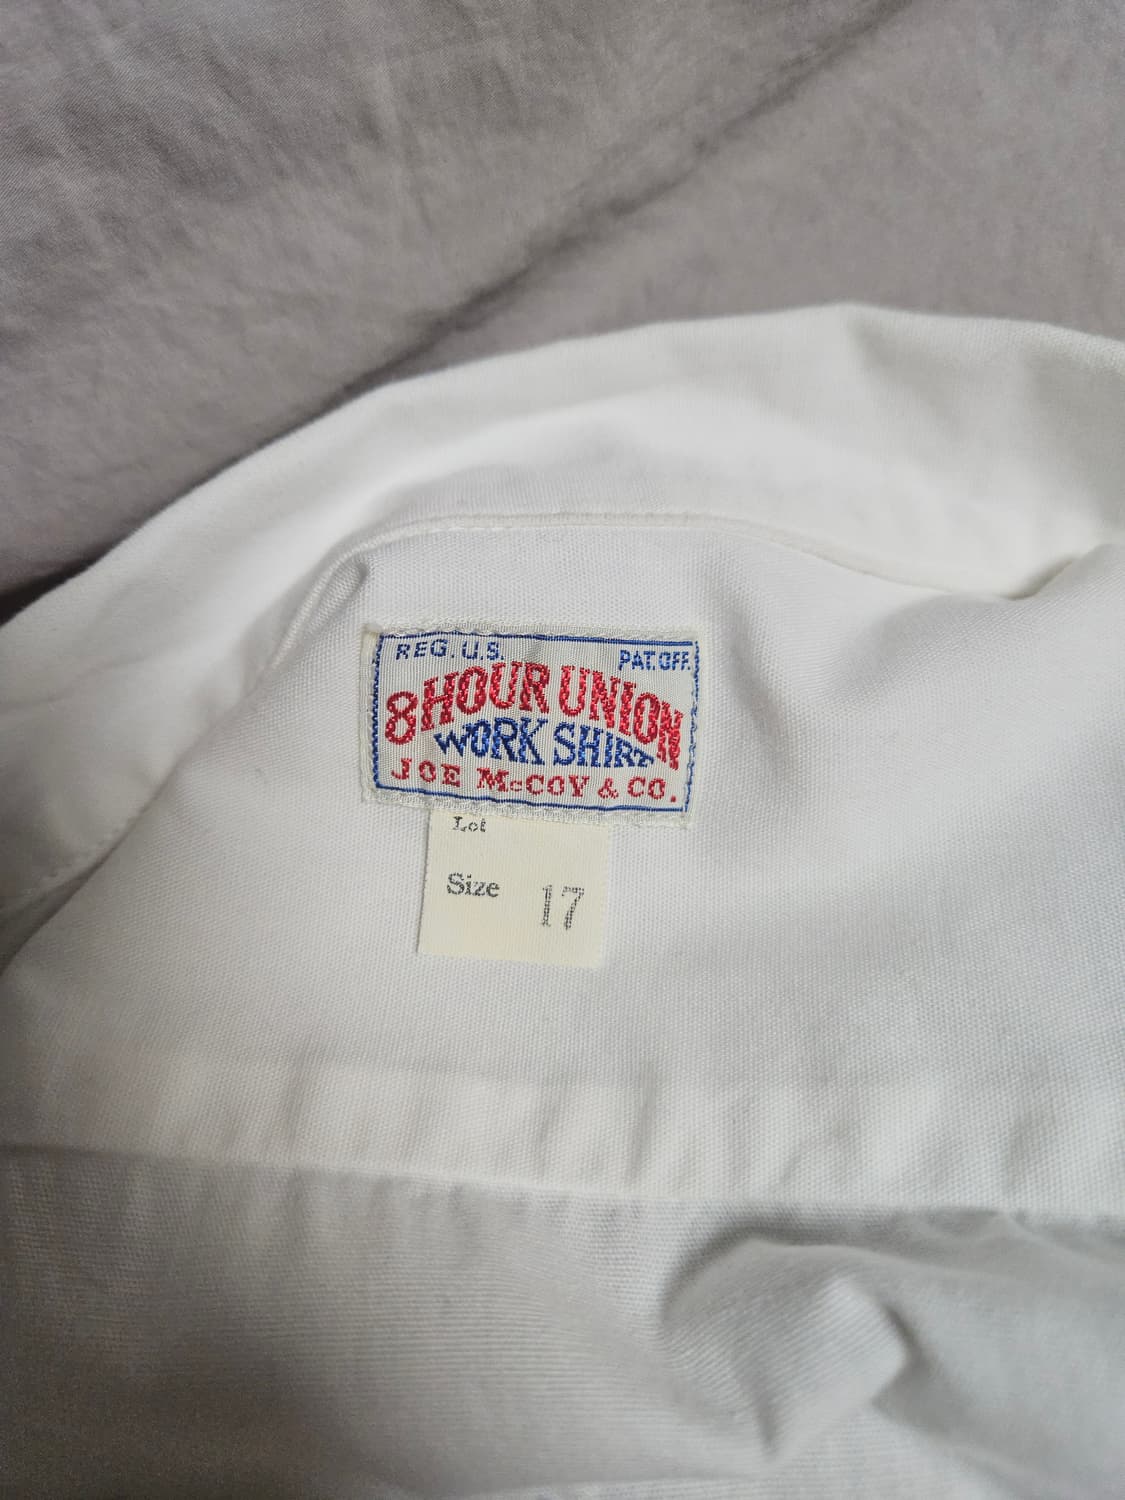 REG. U.S. PAT. OFF.
8 HOUR UNION
WORK SHIRT
JOE McCOY & CO.
Lot
Size 17